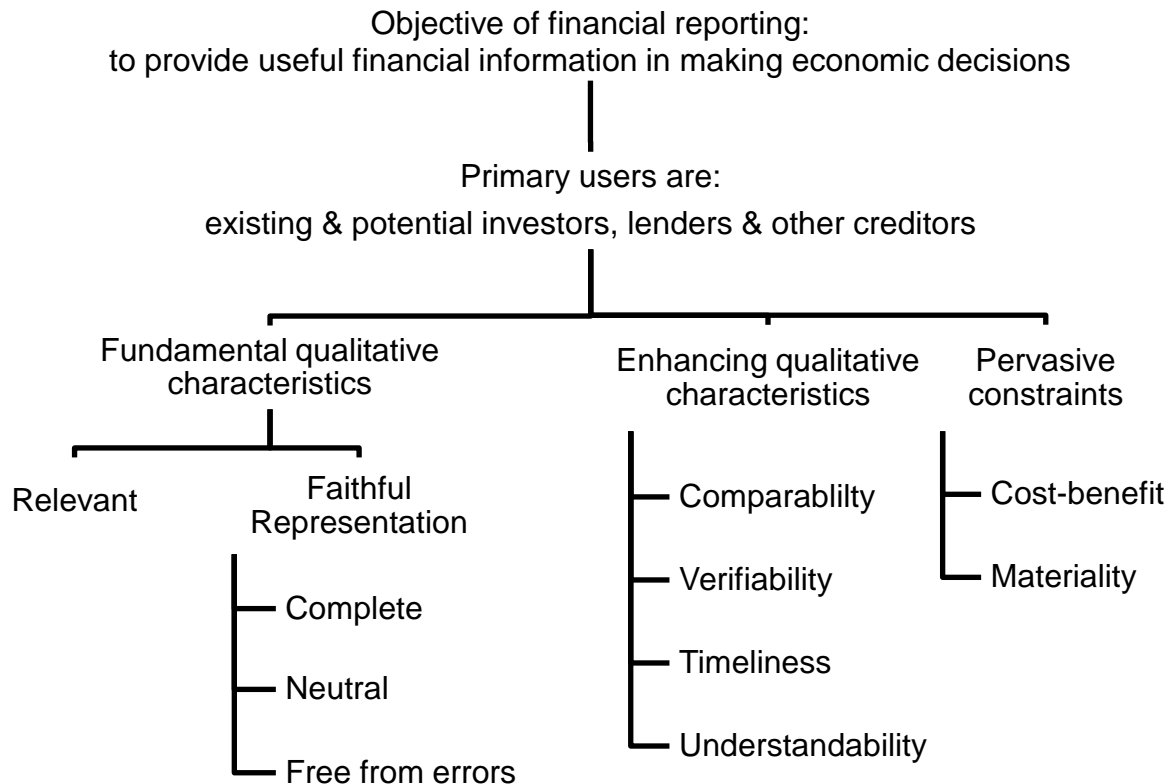 Objective of financial reporting:
to provide useful financial information in making economic decisions
Primary users are:
existing & potential investors, lenders & other creditors
Fundamental qualitative
characteristics
Relevant
Faithful
Representation
Complete
Neutral
Free from errors
Enhancing qualitative
characteristics
Comparablilty
Verifiability
Timeliness
Understandability
Pervasive
constraints
Cost-benefit
Materiality